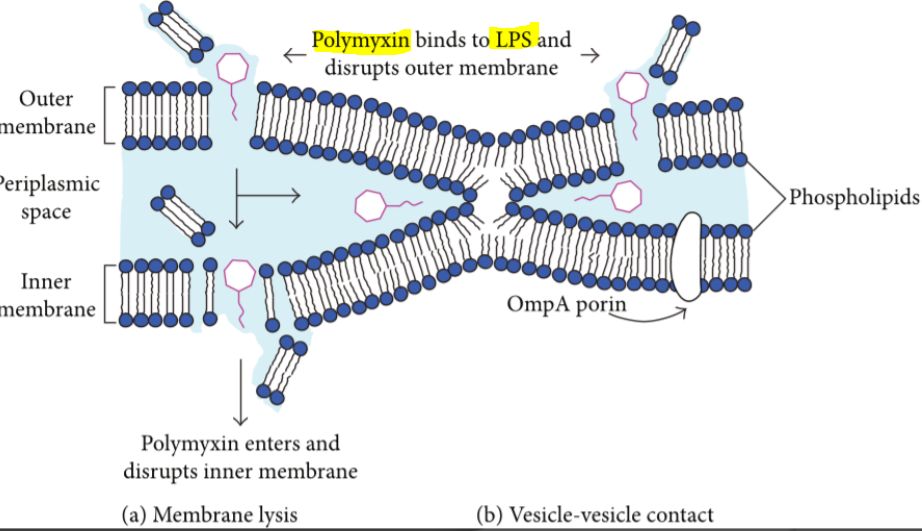 Polymyxin binds to LPS and
disrupts outer membrane
Outer
membrane
Periplasmic
space
Phospholipids
Inner
membrane
OmpA porin
Polymyxin enters and
disrupts inner membrane
(a) Membrane lysis
(b) Vesicle-vesicle contact